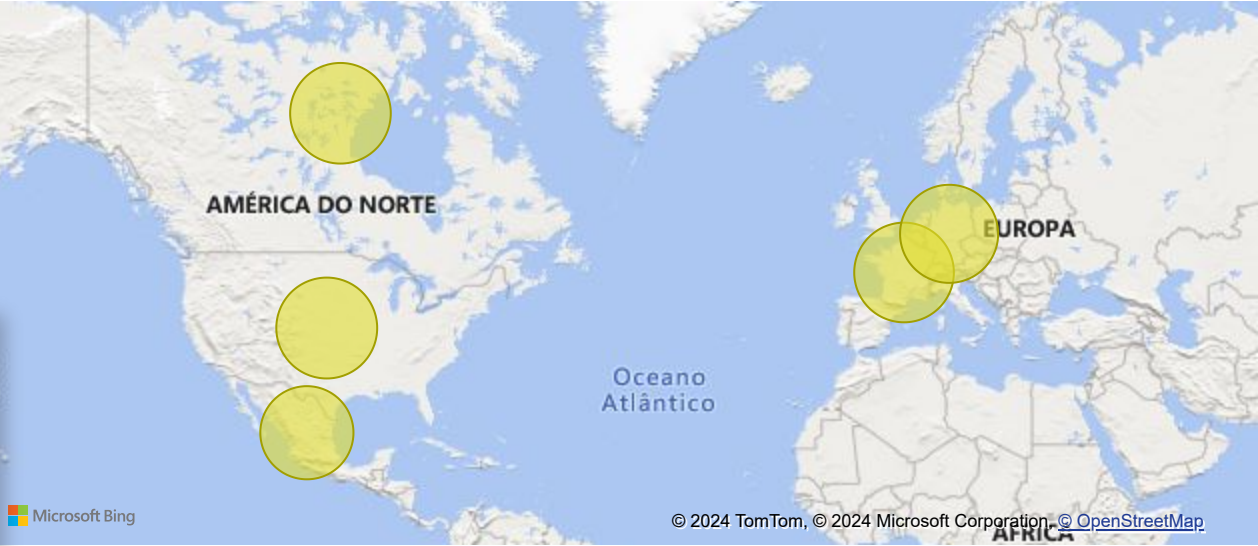 AMÉRICA DO NORTE
EUROPA
Oceano
Atlântico
Microsoft Bing
© 2024 TomTom, © 2024 Microsoft Corporation, © OpenStreetMap
ÁFRICA